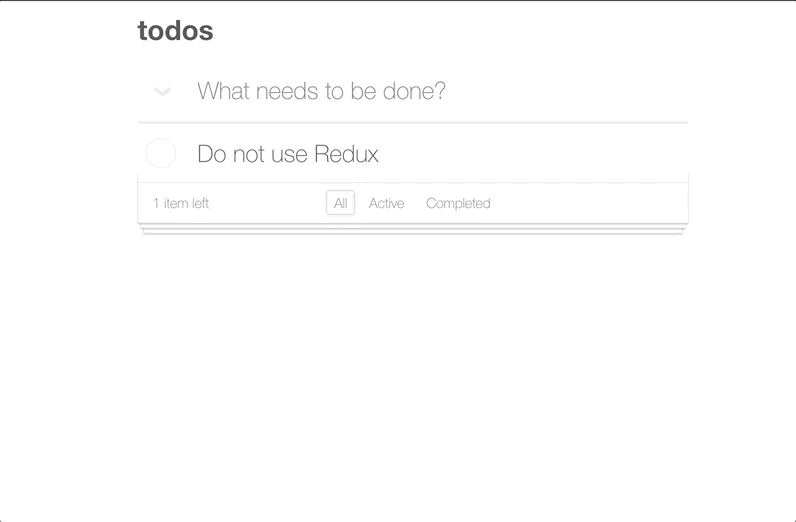 todos
What needs to be done?
Do not use Redux
1 item left All Active Completed